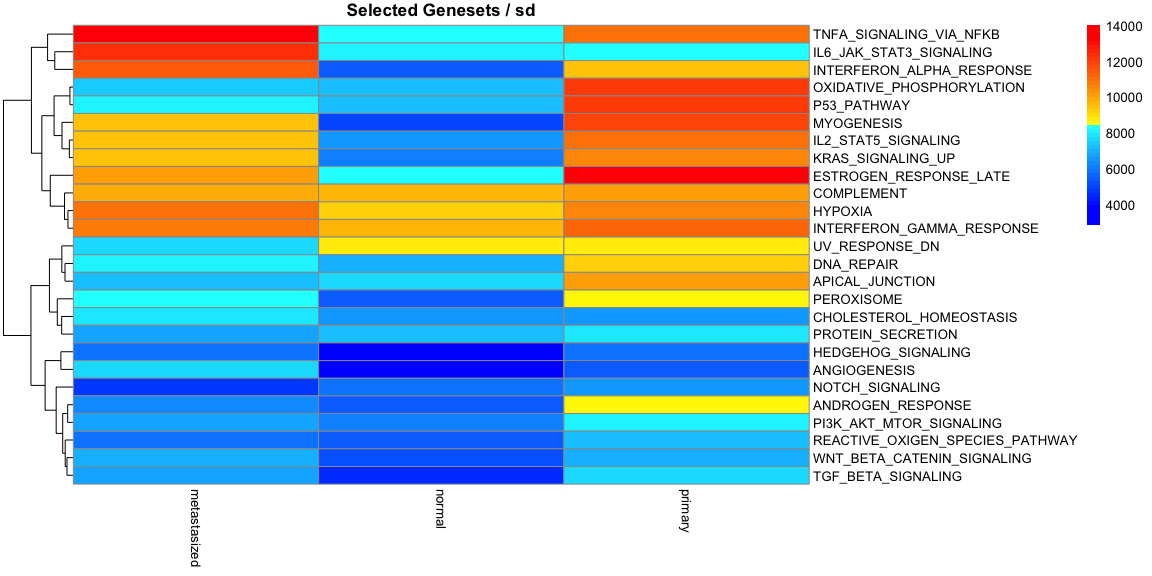 Selected Genesets / sd
TNFA_SIGNALING_VIA_NFKB
IL6_JAK_STAT3_SIGNALING
INTERFERON_ALPHA_RESPONSE
OXIDATIVE_PHOSPHORYLATION
P53_PATHWAY
MYOGENESIS
IL2_STAT5_SIGNALING
KRAS_SIGNALING_UP
ESTROGEN_RESPONSE_LATE
COMPLEMENT
HYPOXIA
INTERFERON_GAMMA_RESPONSE
UV_RESPONSE_DN
DNA_REPAIR
APICAL_JUNCTION
PEROXISOME
CHOLESTEROL_HOMEOSTASIS
PROTEIN_SECRETION
HEDGEHOG_SIGNALING
ANGIOGENESIS
NOTCH_SIGNALING
ANDROGEN_RESPONSE
PI3K_AKT_MTOR_SIGNALING
REACTIVE_OXIGEN_SPECIES_PATHWAY
WNT_BETA_CATENIN_SIGNALING
TGF_BETA_SIGNALING
14000
12000
10000
8000
6000
4000
metastasized
normal
primary